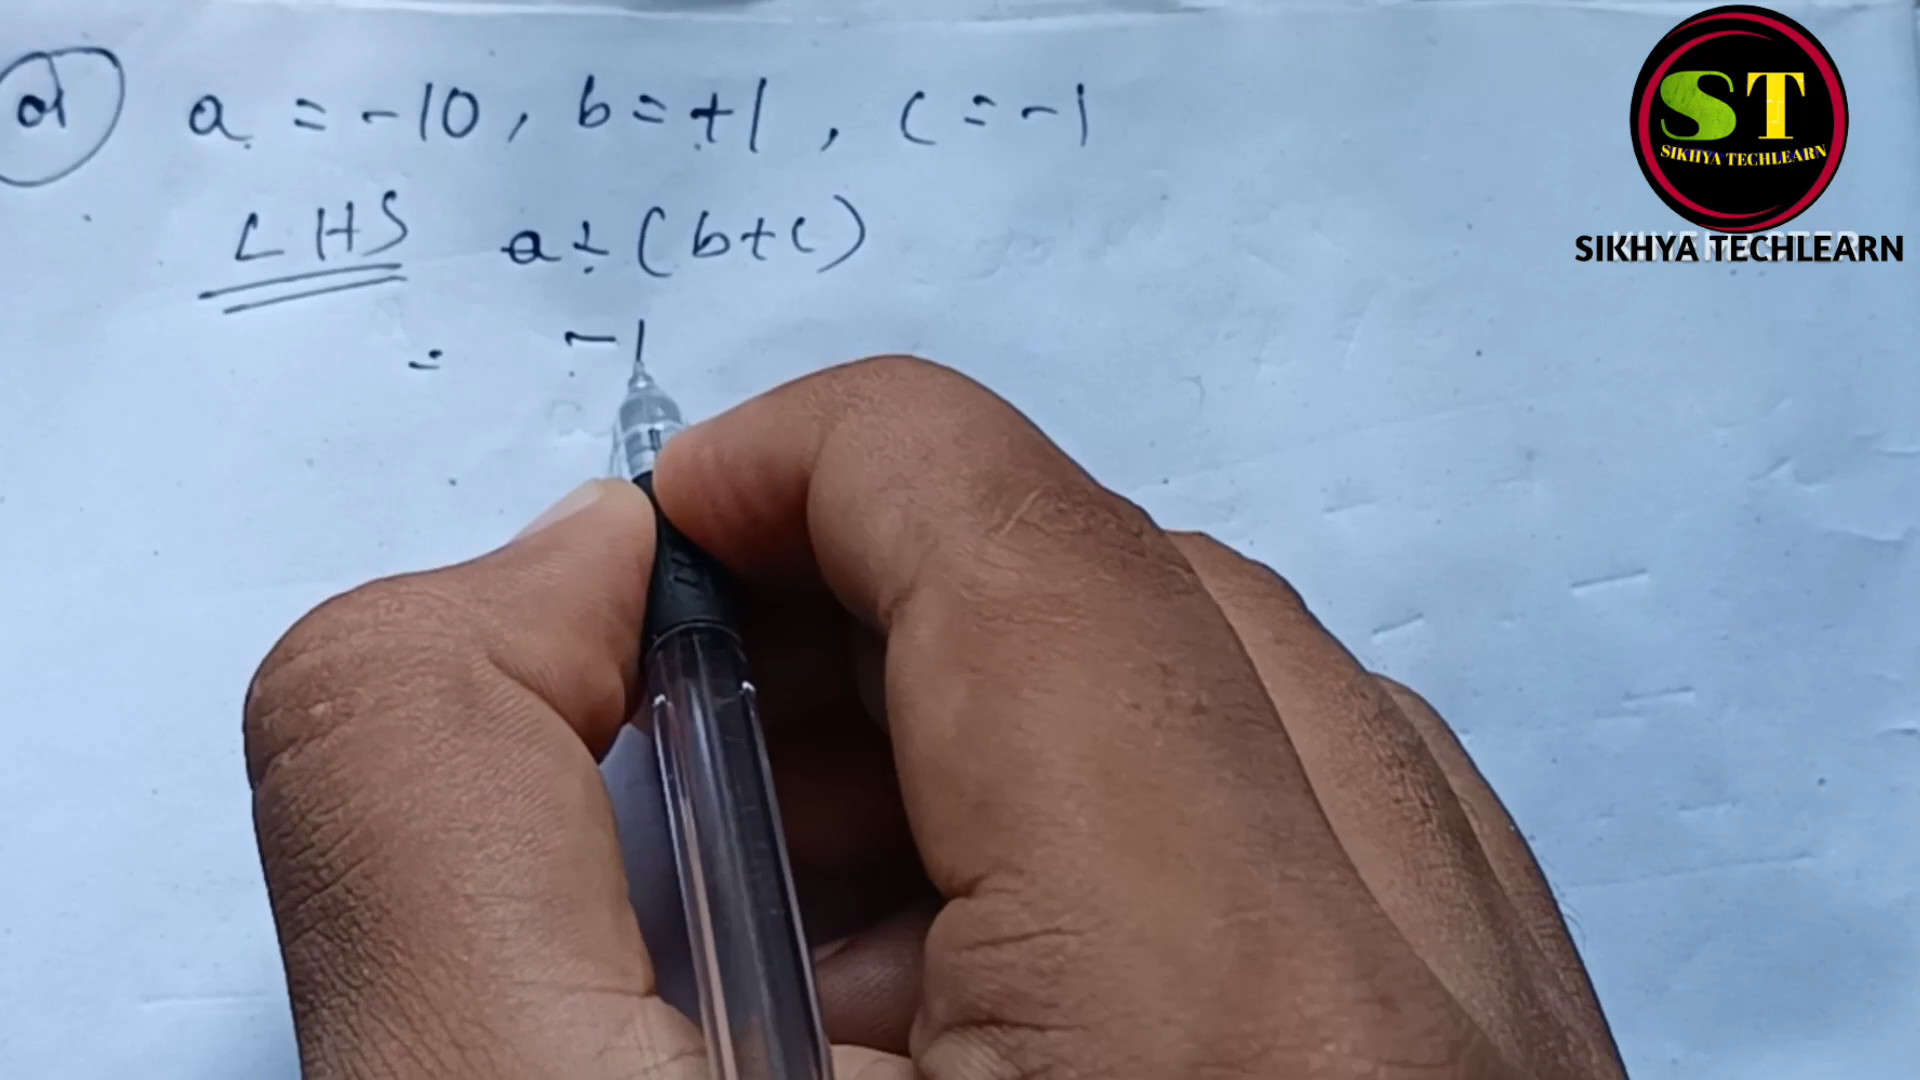 a = -10, b = +1, c = -1
LHS a ÷ (b+c)
= -1
ST
SIKHYA TECHLEARN
SIKHYA TECHLEARN